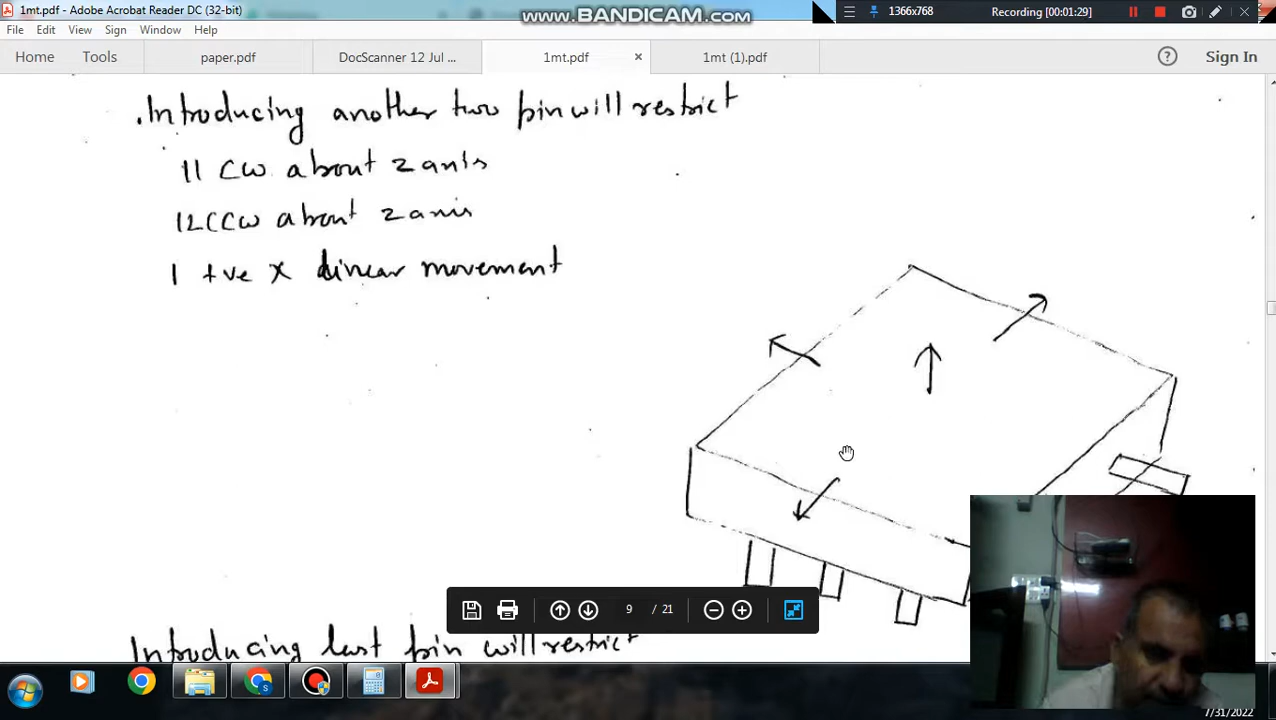 1mt.pdf - Adobe Acrobat Reader DC (32-bit)
www.BANDICAM.com
1366x768
Recording [00:01:29]
File Edit View Sign Window Help
Home Tools paper.pdf DocScanner 12 Jul ... 1mt.pdf × 1mt (1).pdf ? Sign In
.Introducing another two pin will restrict
11 CW about z axis
12 CCW about z axis
1 +ve X linear movement
9 / 21
Introducing last pin will restrict
7/31/2022